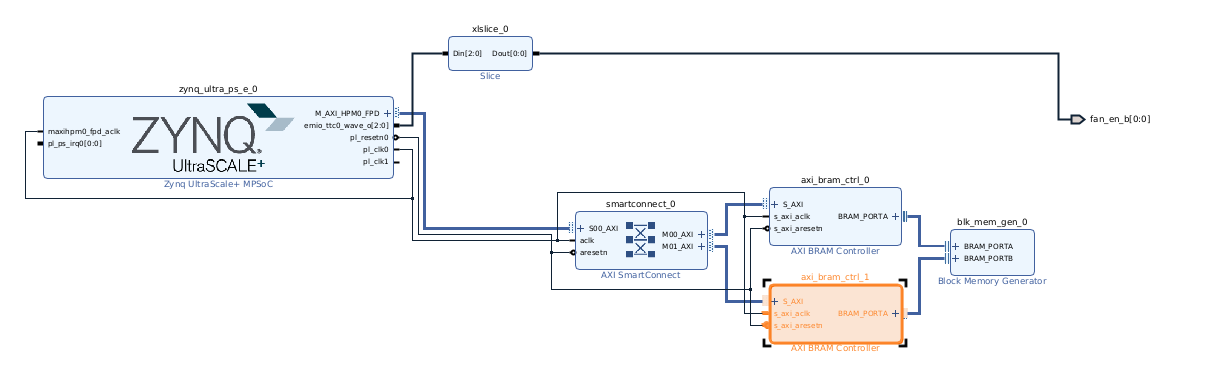 xlslice_0
Din[2:0] Dout[0:0]
Slice
zynq_ultra_ps_e_0
maxihpm0_fpd_aclk
pl_ps_irq0[0:0]
ZYNQ
UltraSCALE+
M_AXI_HPM0_FPD
emio_ttc0_wave_o[2:0]
pl_resetn0
pl_clk0
pl_clk1
Zynq UltraScale+ MPSoC
fan_en_b[0:0]
smartconnect_0
S00_AXI
aclk
aresetn
M00_AXI
M01_AXI
AXI SmartConnect
axi_bram_ctrl_0
S_AXI
s_axi_aclk
s_axi_aresetn
BRAM_PORTA
AXI BRAM Controller
axi_bram_ctrl_1
S_AXI
s_axi_aclk
s_axi_aresetn
BRAM_PORTA
AXI BRAM Controller
blk_mem_gen_0
BRAM_PORTA
BRAM_PORTB
Block Memory Generator